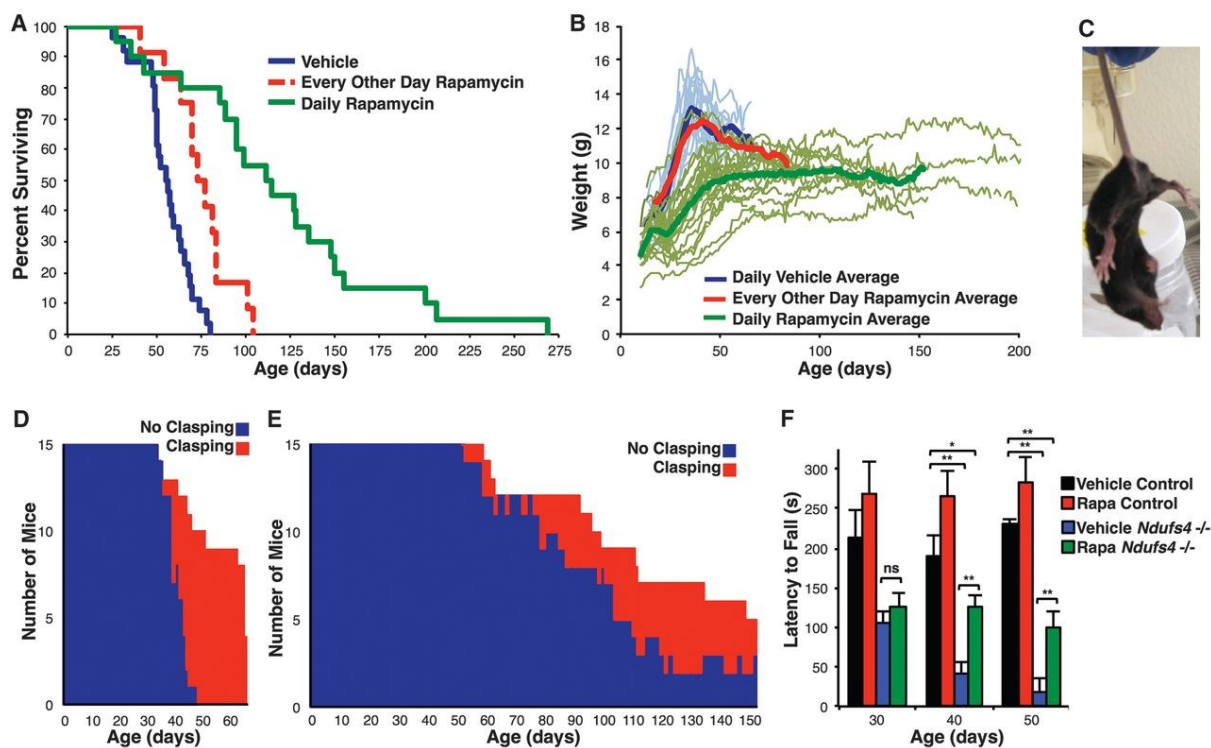 A
Percent Surviving
100
90
80
70
60
50
40
30
20
10
0
0 25 50 75 100 125 150 175 200 225 250 275
Age (days)
Vehicle
Every Other Day Rapamycin
Daily Rapamycin
B
Weight (g)
18
16
14
12
10
8
6
4
2
0
0 50 100 150 200
Age (days)
Daily Vehicle Average
Every Other Day Rapamycin Average
Daily Rapamycin Average
C
D
No Clasping
Clasping
Number of Mice
15
10
5
0
0 10 20 30 40 50 60
Age (days)
E
No Clasping
Clasping
Number of Mice
15
10
5
0
0 10 20 30 40 50 60 70 80 90 100 110 120 130 140 150
Age (days)
F
Latency to Fall (s)
300
250
200
150
100
50
0
ns
*
**
**
**
**
**
30 40 50
Age (days)
Vehicle Control
Rapa Control
Vehicle Ndufs4 -/-
Rapa Ndufs4 -/-